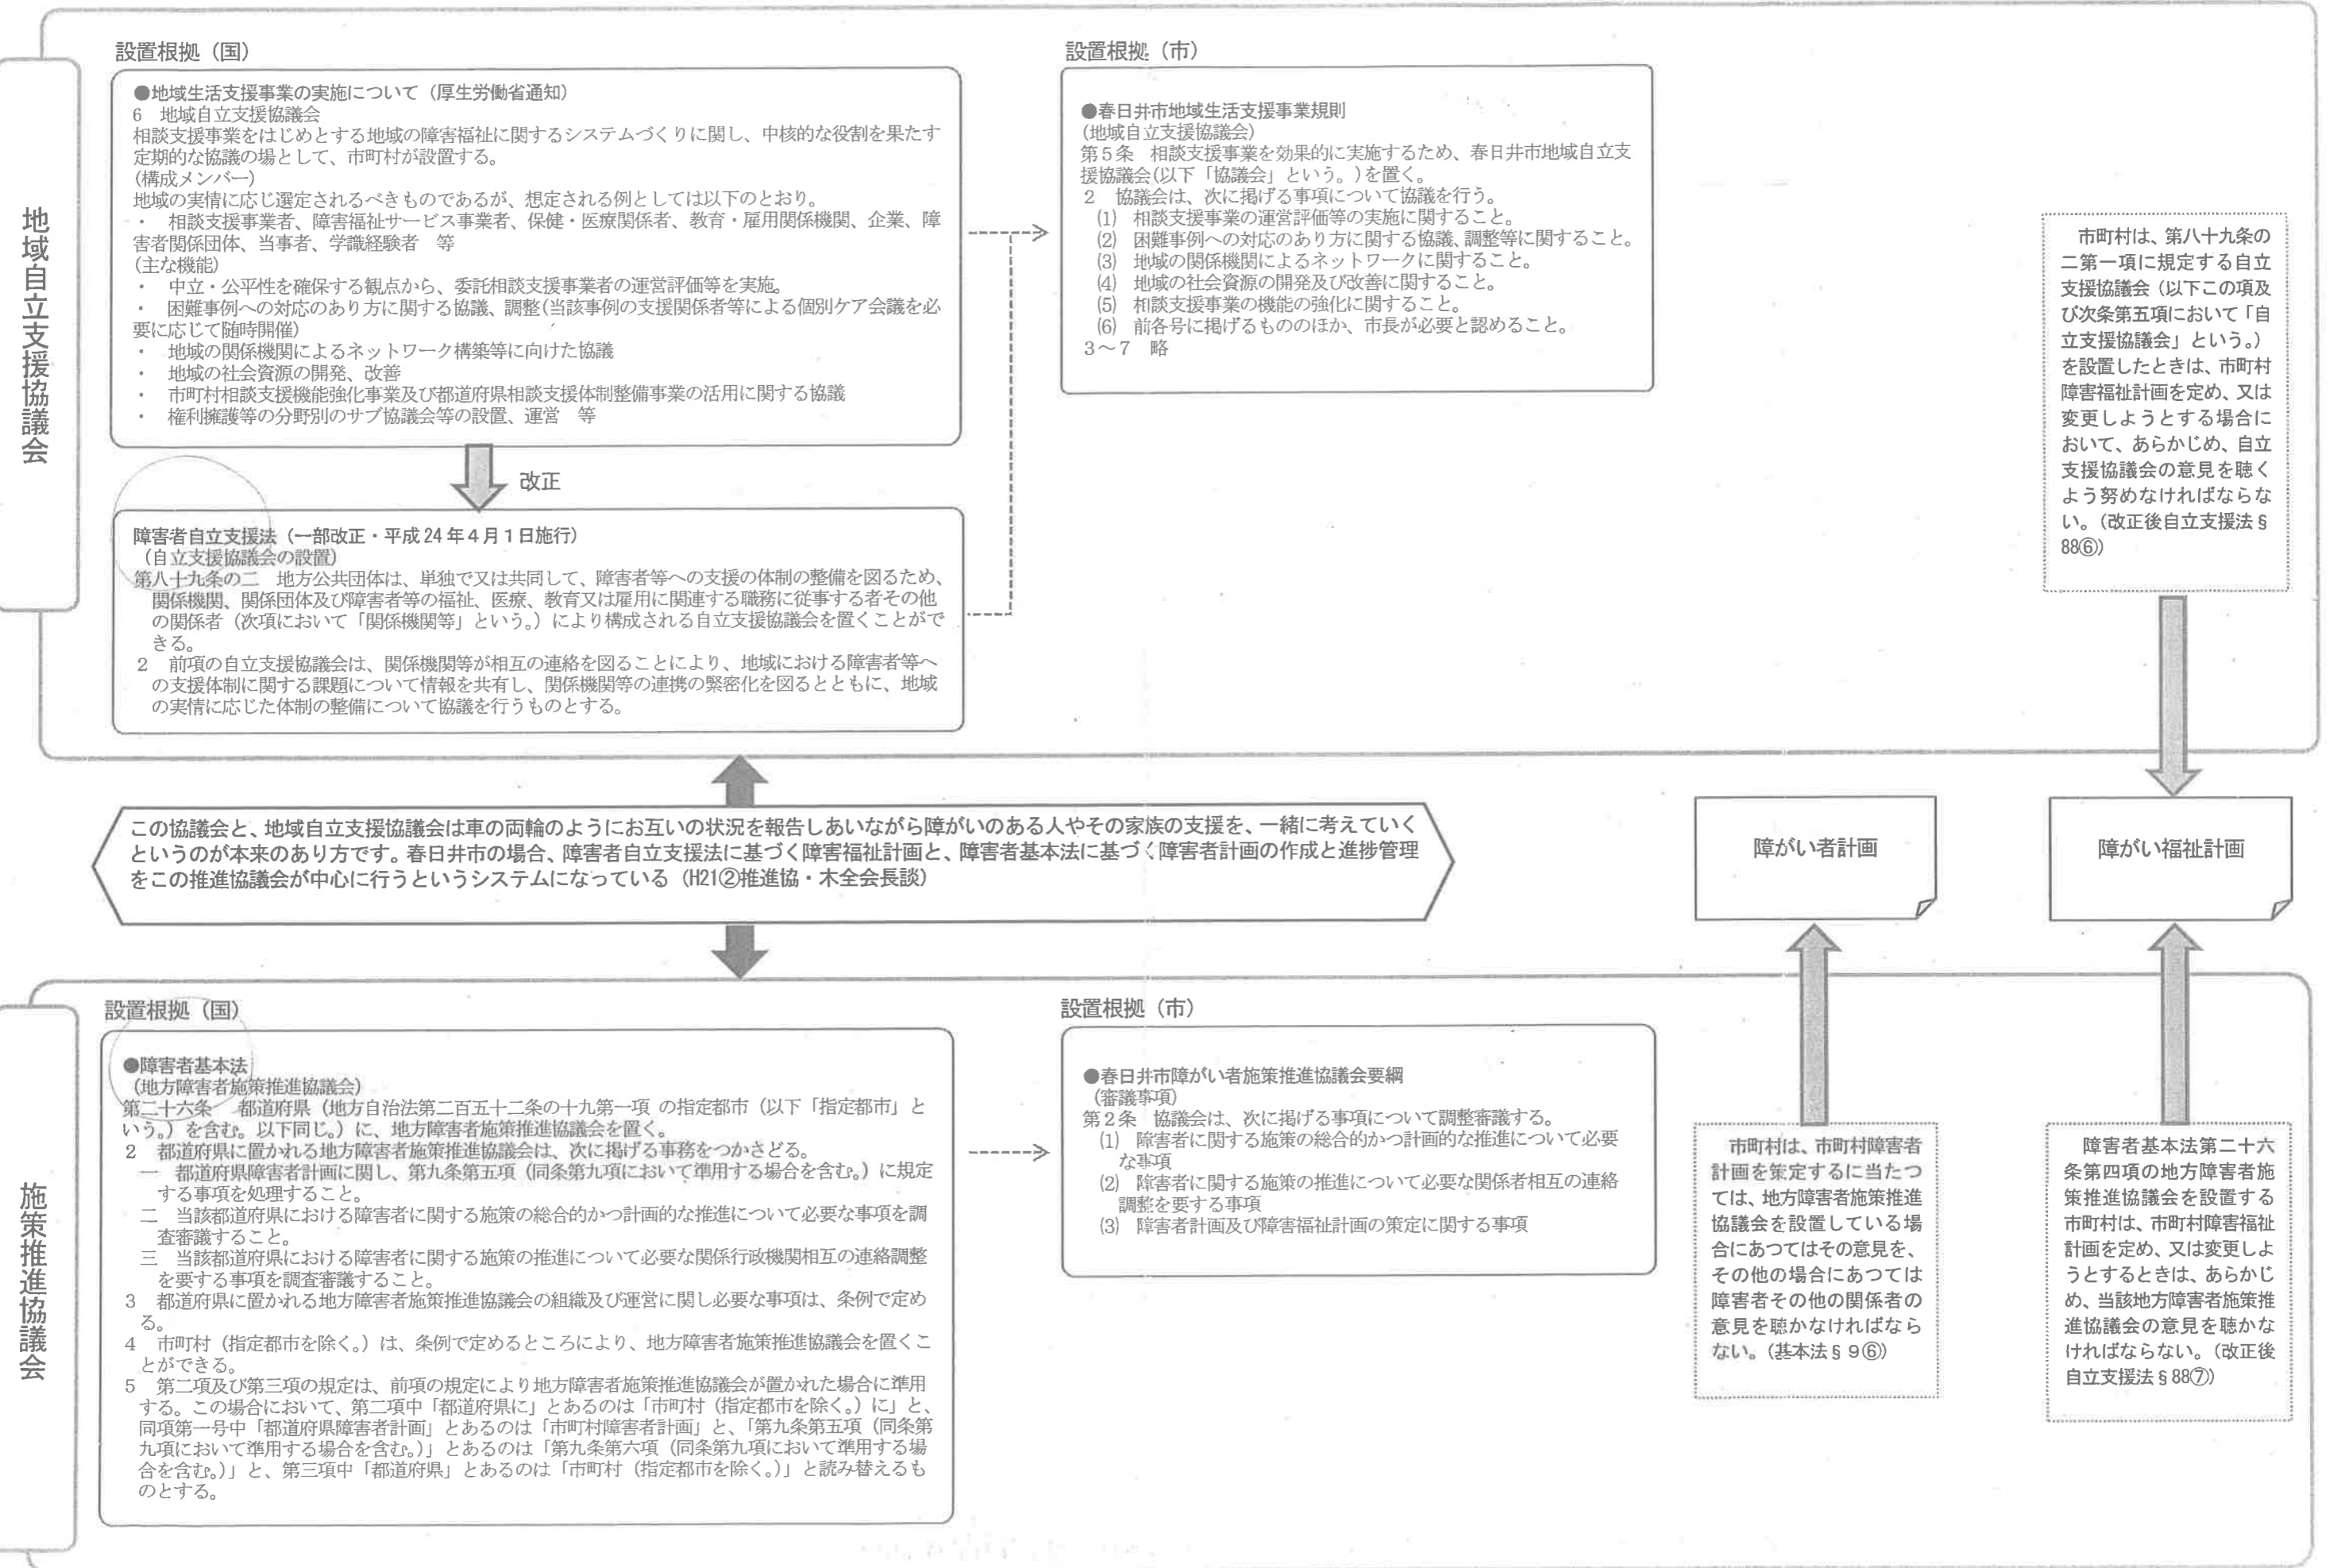 地域自立支援協議会
設置根拠（国）
●地域生活支援事業の実施について（厚生労働省通知）
6　地域自立支援協議会
相談支援事業をはじめとする地域の障害福祉に関するシステムづくりに関し、中核的な役割を果たす
定期的な協議の場として、市町村が設置する。
(構成メンバー)
地域の実情に応じ選定されるべきものであるが、想定される例としては以下のとおり。
・　相談支援事業者、障害福祉サービス事業者、保健・医療関係者、教育・雇用関係機関、企業、障
害者関係団体、当事者、学識経験者　等
(主な機能)
・　中立・公平性を確保する観点から、委託相談支援事業者の運営評価等を実施。
・　困難事例への対応のあり方に関する協議、調整(当該事例の支援関係者等による個別ケア会議を必
要に応じて随時開催)
・　地域の関係機関によるネットワーク構築等に向けた協議
・　地域の社会資源の開発、改善
・　市町村相談支援機能強化事業及び都道府県相談支援体制整備事業の活用に関する協議
・　権利擁護等の分野別のサブ協議会等の設置、運営　等
改正
障害者自立支援法（一部改正・平成24年４月１日施行）
（自立支援協議会の設置）
第八十九条の二　地方公共団体は、単独で又は共同して、障害者等への支援の体制の整備を図るため、
関係機関、関係団体及び障害者等の福祉、医療、教育又は雇用に関連する職務に従事する者その他
の関係者（次項において「関係機関等」という。）により構成される自立支援協議会を置くことがで
きる。
2　前項の自立支援協議会は、関係機関等が相互の連絡を図ることにより、地域における障害者等へ
の支援体制に関する課題について情報を共有し、関係機関等の連携の緊密化を図るとともに、地域
の実情に応じた体制の整備について協議を行うものとする。
設置根拠（市）
●春日井市地域生活支援事業規則
(地域自立支援協議会)
第５条　相談支援事業を効果的に実施するため、春日井市地域自立支
援協議会(以下「協議会」という。)を置く。
２　協議会は、次に掲げる事項について協議を行う。
(1)　相談支援事業の運営評価等の実施に関すること。
(2)　困難事例への対応のあり方に関する協議、調整等に関すること。
(3)　地域の関係機関によるネットワークに関すること。
(4)　地域の社会資源の開発及び改善に関すること。
(5)　相談支援事業の機能の強化に関すること。
(6)　前各号に掲げるもののほか、市長が必要と認めること。
３～７　略
市町村は、第八十九条の
二第一項に規定する自立
支援協議会（以下この項及
び次条第五項において「自
立支援協議会」という。）
を設置したときは、市町村
障害福祉計画を定め、又は
変更しようとする場合に
おいて、あらかじめ、自立
支援協議会の意見を聴く
よう努めなければならな
い。（改正後自立支援法§
88⑥）
この協議会と、地域自立支援協議会は車の両輪のようにお互いの状況を報告しあいながら障がいのある人やその家族の支援を、一緒に考えていく
というのが本来のあり方です。春日井市の場合、障害者自立支援法に基づく障害福祉計画と、障害者基本法に基づく障害者計画の作成と進捗管理
をこの推進協議会が中心に行うというシステムになっている（H21②推進協・木全会長談）
障がい者計画
障がい福祉計画
施策推進協議会
設置根拠（国）
●障害者基本法
（地方障害者施策推進協議会）
第二十六条　都道府県（地方自治法第二百五十二条の十九第一項 の指定都市（以下「指定都市」と
いう。）を含む。以下同じ。）に、地方障害者施策推進協議会を置く。
2　都道府県に置かれる地方障害者施策推進協議会は、次に掲げる事務をつかさどる。
一　都道府県障害者計画に関し、第九条第五項（同条第九項において準用する場合を含む。）に規定
する事項を処理すること。
二　当該都道府県における障害者に関する施策の総合的かつ計画的な推進について必要な事項を調
査審議すること。
三　当該都道府県における障害者に関する施策の推進について必要な関係行政機関相互の連絡調整
を要する事項を調査審議すること。
3　都道府県に置かれる地方障害者施策推進協議会の組織及び運営に関し必要な事項は、条例で定め
る。
4　市町村（指定都市を除く。）は、条例で定めるところにより、地方障害者施策推進協議会を置くこ
とができる。
5　第二項及び第三項の規定は、前項の規定により地方障害者施策推進協議会が置かれた場合に準用
する。この場合において、第二項中「都道府県に」とあるのは「市町村（指定都市を除く。）に」と、
同項第一号中「都道府県障害者計画」とあるのは「市町村障害者計画」と、「第九条第五項（同条第
九項において準用する場合を含む。）」とあるのは「第九条第六項（同条第九項において準用する場
合を含む。）」と、第三項中「都道府県」とあるのは「市町村（指定都市を除く。）」と読み替えるも
のとする。
設置根拠（市）
●春日井市障がい者施策推進協議会要綱
（審議事項）
第２条　協議会は、次に掲げる事項について調整審議する。
(1)　障害者に関する施策の総合的かつ計画的な推進について必要
な事項
(2)　障害者に関する施策の推進について必要な関係者相互の連絡
調整を要する事項
(3)　障害者計画及び障害福祉計画の策定に関する事項
市町村は、市町村障害者
計画を策定するに当たつ
ては、地方障害者施策推進
協議会を設置している場
合にあつてはその意見を、
その他の場合にあつては
障害者その他の関係者の
意見を聴かなければなら
ない。（基本法§９⑥）
障害者基本法第二十六
条第四項の地方障害者施
策推進協議会を設置する
市町村は、市町村障害福祉
計画を定め、又は変更しよ
うとするときは、あらかじ
め、当該地方障害者施策推
進協議会の意見を聴かな
ければならない。（改正後
自立支援法§88⑦）